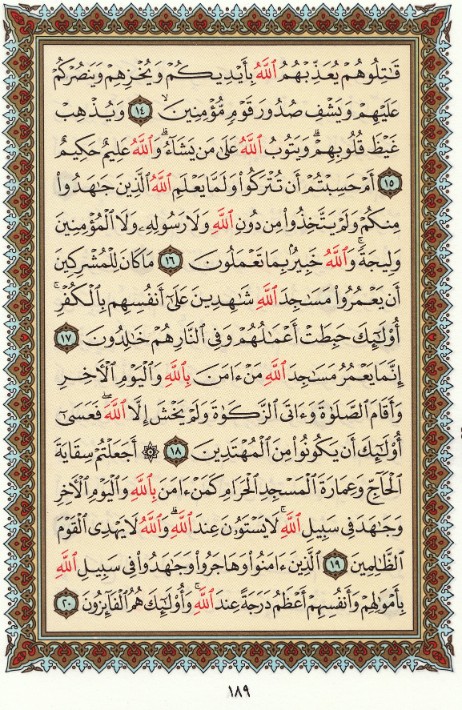 قَٰتِلُوهُمْ يُعَذِّبْهُمُ ٱللَّهُ بِأَيْدِيكُمْ وَيُخْزِهِمْ وَيَنصُرْكُمْ
عَلَيْهِمْ وَيَشْفِ صُدُورَ قَوْمٍ مُّؤْمِنِينَ ١٤ وَيُذْهِبْ
غَيْظَ قُلُوبِهِمْ ۗ وَيَتُوبُ ٱللَّهُ عَلَىٰ مَن يَشَآءُ ۗ وَٱللَّهُ عَلِيمٌ حَكِيمٌ
١٥ أَمْ حَسِبْتُمْ أَن تُتْرَكُوا۟ وَلَمَّا يَعْلَمِ ٱللَّهُ ٱلَّذِينَ جَٰهَدُوا۟
مِنكُمْ وَلَمْ يَتَّخِذُوا۟ مِن دُونِ ٱللَّهِ وَلَا رَسُولِهِۦ وَلَا ٱلْمُؤْمِنِينَ
وَلِيجَةً ۚ وَٱللَّهُ خَبِيرٌۢ بِمَا تَعْمَلُونَ ١٦ مَا كَانَ لِلْمُشْرِكِينَ
أَن يَعْمُرُوا۟ مَسَٰجِدَ ٱللَّهِ شَٰهِدِينَ عَلَىٰٓ أَنفُسِهِم بِٱلْكُفْرِ ۚ
أُو۟لَٰٓئِكَ حَبِطَتْ أَعْمَٰلُهُمْ وَفِى ٱلنَّارِ هُمْ خَٰلِدُونَ ١٧
إِنَّمَا يَعْمُرُ مَسَٰجِدَ ٱللَّهِ مَنْ ءَامَنَ بِٱللَّهِ وَٱلْيَوْمِ ٱلْءَاخِرِ
وَأَقَامَ ٱلصَّلَوٰةَ وَءَاتَى ٱلزَّكَوٰةَ وَلَمْ يَخْشَ إِلَّا ٱللَّهَ ۖ فَعَسَىٰٓ
أُو۟لَٰٓئِكَ أَن يَكُونُوا۟ مِنَ ٱلْمُهْتَدِينَ ١٨ ۞ أَجَعَلْتُمْ سِقَايَةَ
ٱلْحَآجِّ وَعِمَارَةَ ٱلْمَسْجِدِ ٱلْحَرَامِ كَمَنْ ءَامَنَ بِٱللَّهِ وَٱلْيَوْمِ ٱلْءَاخِرِ
وَجَٰهَدَ فِى سَبِيلِ ٱللَّهِ ۚ لَا يَسْتَوُۥنَ عِندَ ٱللَّهِ ۗ وَٱللَّهُ لَا يَهْدِى ٱلْقَوْمَ
ٱلظَّٰلِمِينَ ١٩ ٱلَّذِينَ ءَامَنُوا۟ وَهَاجَرُوا۟ وَجَٰهَدُوا۟ فِى سَبِيلِ ٱللَّهِ
بِأَمْوَٰلِهِمْ وَأَنفُسِهِمْ أَعْظَمُ دَرَجَةً عِندَ ٱللَّهِ ۚ وَأُو۟لَٰٓئِكَ هُمُ ٱلْفَآئِزُونَ ٢٠
١٨٩